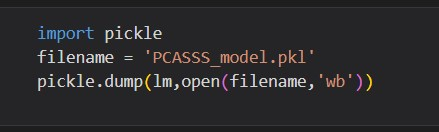 import pickle
filename = 'PCASSS_model.pkl'
pickle.dump(lm,open(filename,'wb'))